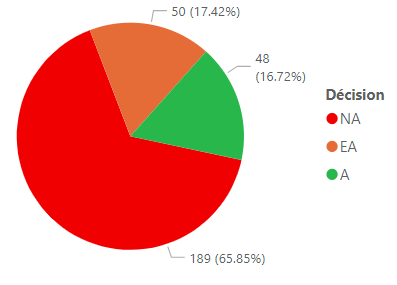 50 (17.42%)
48
(16.72%)
Décision
NA
EA
A
189 (65.85%)